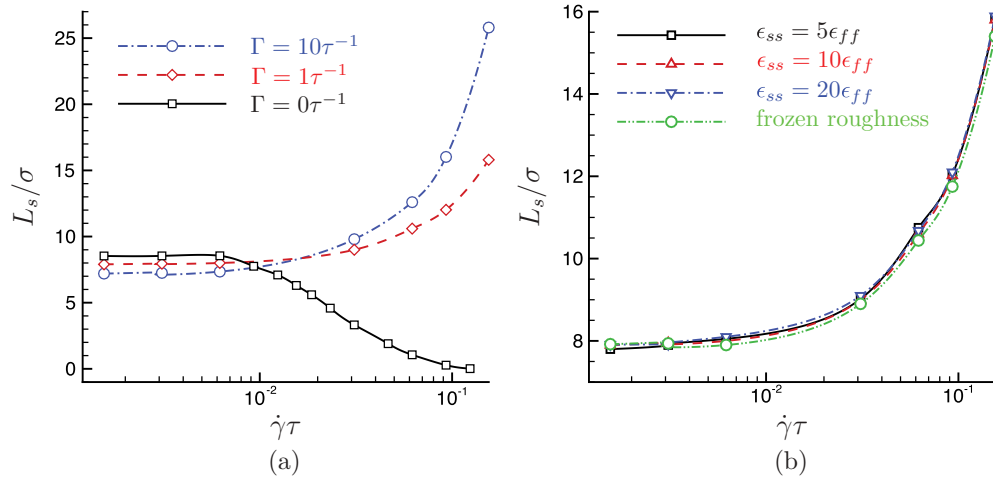 25
20
15
10
5
0
L_s/σ
Γ = 10τ⁻¹
Γ = 1τ⁻¹
Γ = 0τ⁻¹
10⁻² 10⁻¹
γ̇τ
(a)
16
14
12
10
8
L_s/σ
ϵ_ss = 5ϵ_ff
ϵ_ss = 10ϵ_ff
ϵ_ss = 20ϵ_ff
frozen roughness
10⁻² 10⁻¹
γ̇τ
(b)